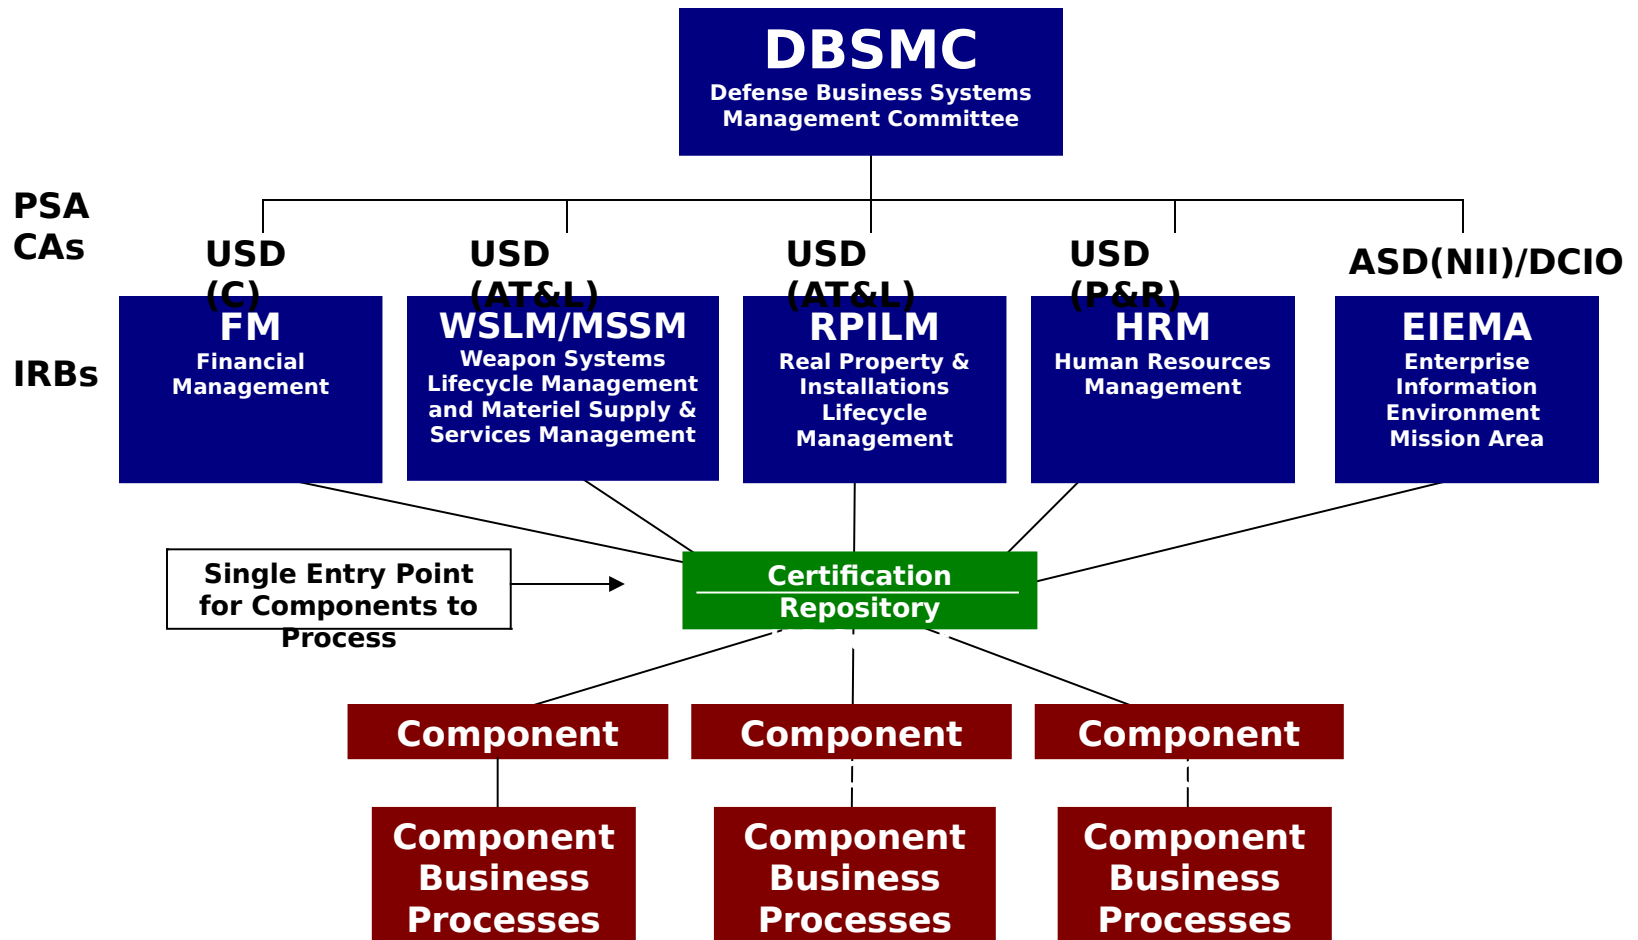 DBSMC
Defense Business Systems
Management Committee
PSA
CAs
USD
(C)
USD
(AT&L)
USD
(AT&L)
USD
(P&R)
ASD(NII)/DCIO
IRBs
FM
Financial
Management
WSLM/MSSM
Weapon Systems
Lifecycle Management
and Materiel Supply &
Services Management
RPILM
Real Property &
Installations
Lifecycle
Management
HRM
Human Resources
Management
EIEMA
Enterprise
Information
Environment
Mission Area
Single Entry Point
for Components to
Process
Certification
Repository
Component
Component
Component
Component
Business
Processes
Component
Business
Processes
Component
Business
Processes